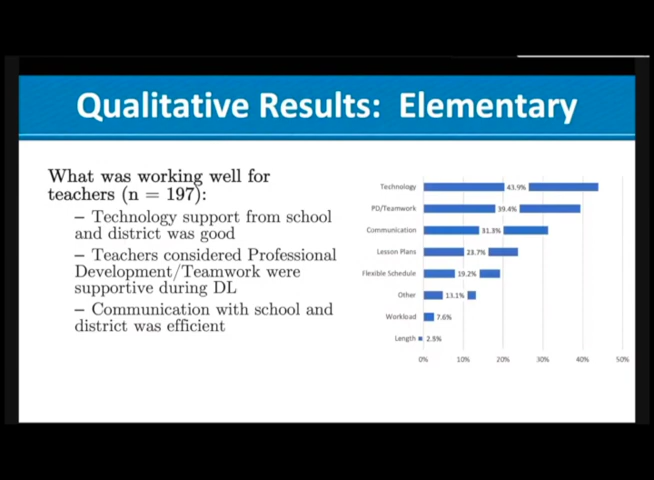 Qualitative Results: Elementary
What was working well for
teachers (n = 197):
– Technology support from school
and district was good
– Teachers considered Professional
Development/Teamwork were
supportive during DL
– Communication with school and
district was efficient
Technology 43.9%
PD/Teamwork 39.4%
Communication 31.3%
Lesson Plans 23.7%
Flexible Schedule 19.2%
Other 13.1%
Workload 7.6%
Length 2.5%
0% 10% 20% 30% 40% 50%